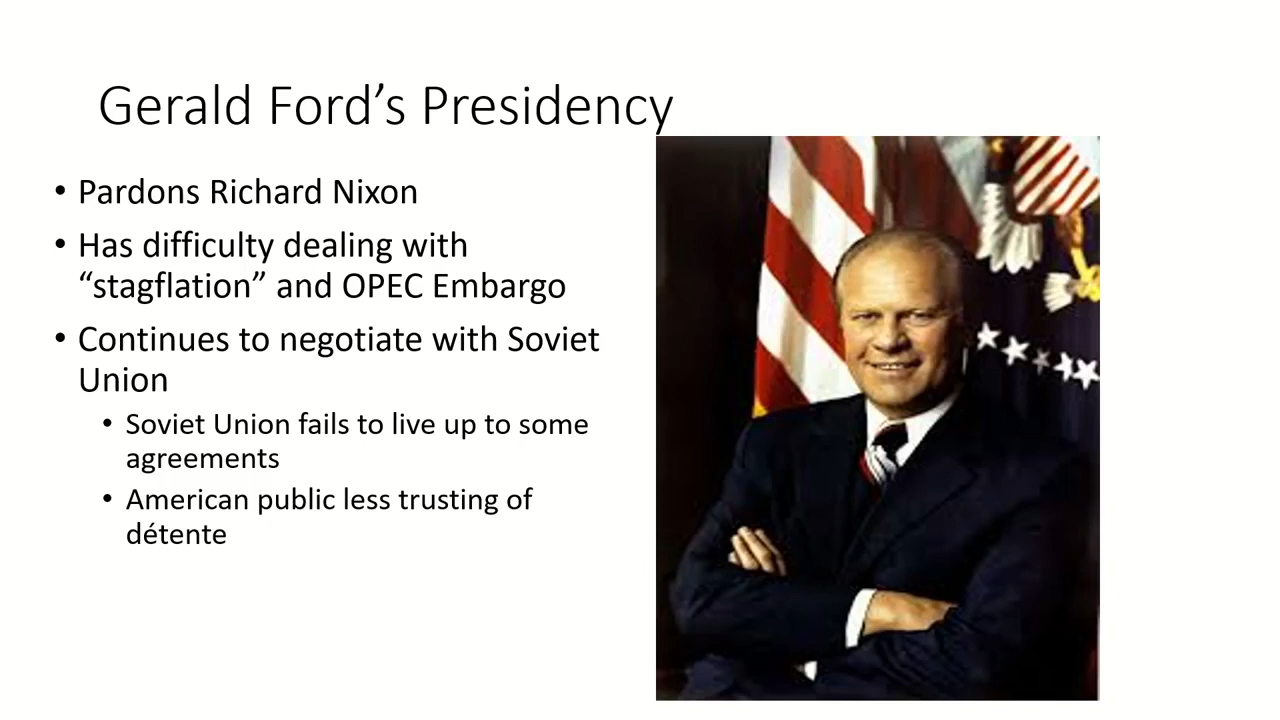 Gerald Ford’s Presidency
• Pardons Richard Nixon
• Has difficulty dealing with
“stagflation” and OPEC Embargo
• Continues to negotiate with Soviet
Union
• Soviet Union fails to live up to some
agreements
• American public less trusting of
détente